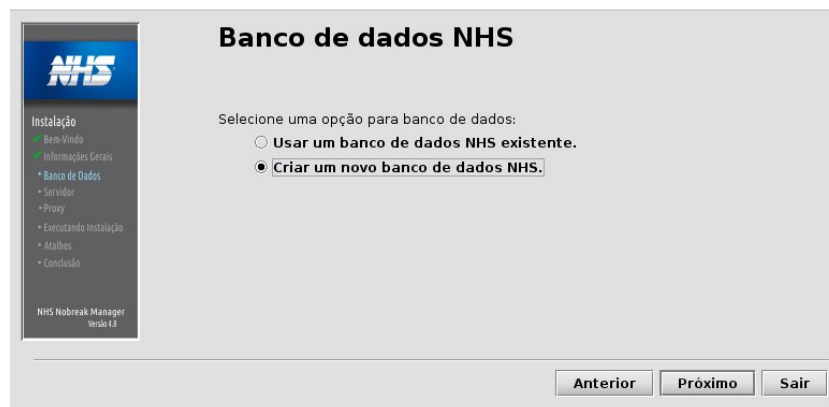 Banco de dados NHS
NHS
Instalação
Bem-Vindo
Informações Gerais
• Banco de Dados
• Servidor
• Proxy
• Executando Instalação
• Atalhos
• Conclusão
NHS Nobreak Manager
Versão 4.0
Selecione uma opção para banco de dados:
Usar um banco de dados NHS existente.
Criar um novo banco de dados NHS.
Anterior Próximo Sair